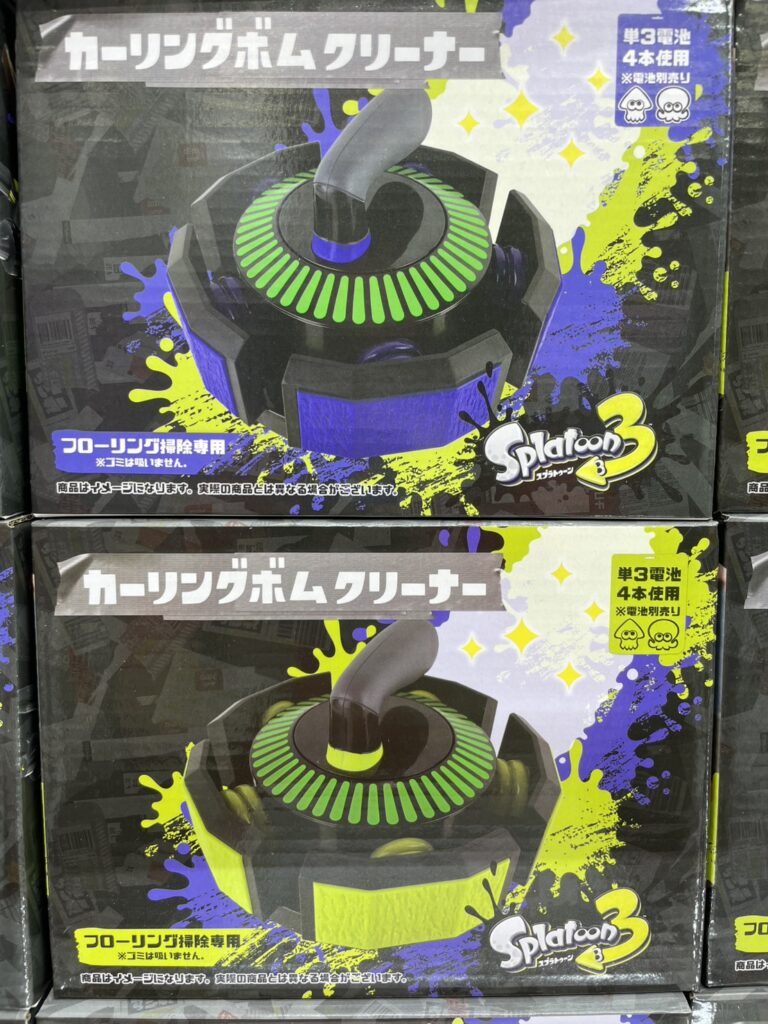 カーリングボム クリーナー
単3電池
4本使用
※電池別売り
フローリング掃除専用
※ゴミは吸いません。
Splatoon 3
スプラトゥーン 3
商品はイメージになります。実際の商品とは異なる場合がございます。
カーリングボム クリーナー
単3電池
4本使用
※電池別売り
フローリング掃除専用
※ゴミは吸いません。
Splatoon 3
スプラトゥーン 3
商品はイメージになります。実際の商品とは異なる場合がございます。